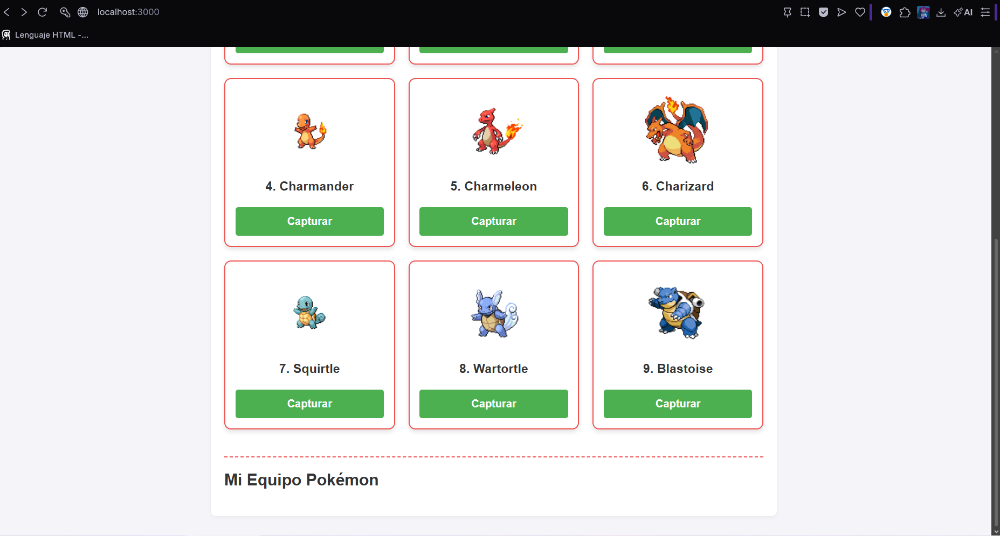 localhost:3000
AI
Lenguaje HTML -...
4. Charmander
5. Charmeleon
6. Charizard
Capturar
Capturar
Capturar
7. Squirtle
8. Wartortle
9. Blastoise
Capturar
Capturar
Capturar
Mi Equipo Pokémon